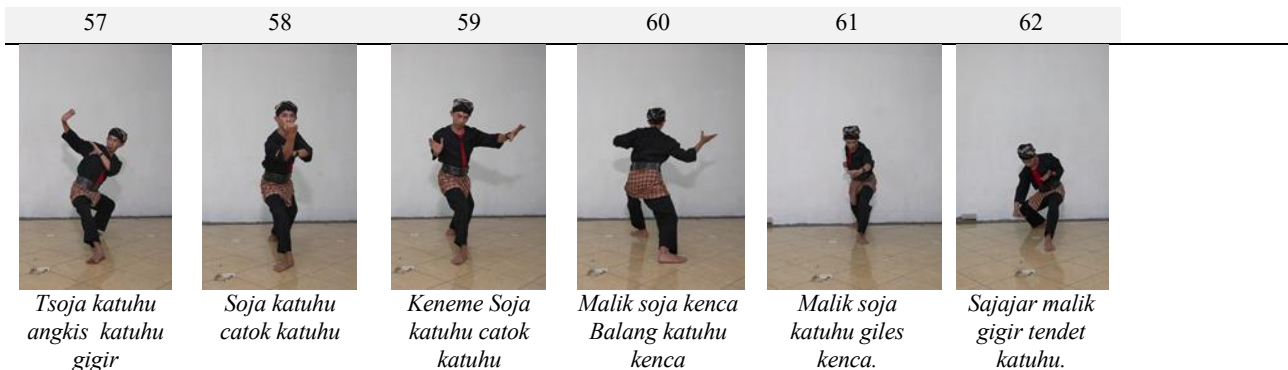 57 58 59 60 61 62
Tsoja katuhu
angkis katuhu
gigir
Soja katuhu
catok katuhu
Keneme Soja
katuhu catok
katuhu
Malik soja kenca
Balang katuhu
kenca
Malik soja
katuhu giles
kenca.
Sajajar malik
gigir tendet
katuhu.